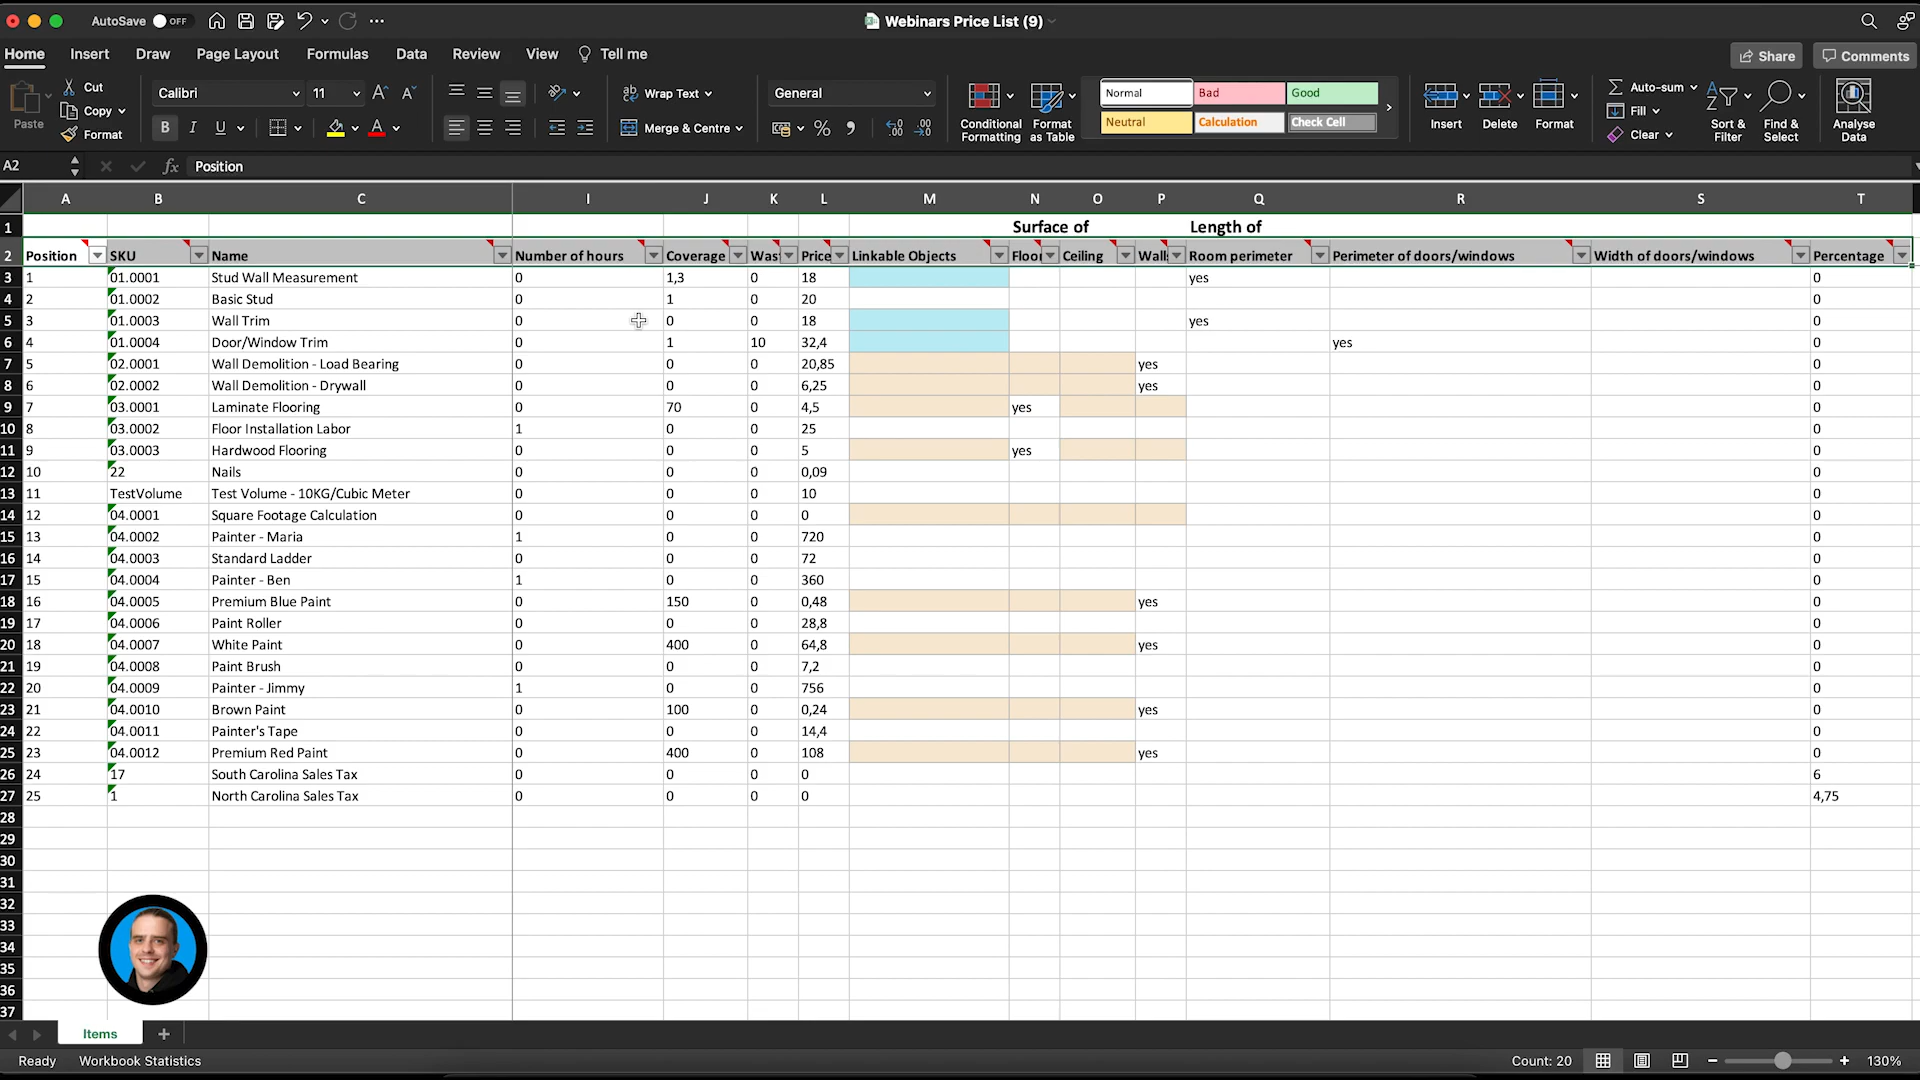 AutoSave OFF Webinars Price List (9)
Home Insert Draw Page Layout Formulas Data Review View Tell me Share Comments
Paste Cut Copy Format
Calibri 11 Wrap Text General
B I U Merge & Centre
Conditional Formatting Format as Table
Normal Bad Good
Neutral Calculation Check Cell
Insert Delete Format
Auto-sum Fill Clear
Sort & Filter Find & Select Analyse Data
A2 fx Position
A B C I J K L M N O P Q R S T
1 Surface of Length of
2 Position SKU Name Number of hours Coverage Wast Price Linkable Objects Floor Ceiling Wall Room perimeter Perimeter of doors/windows Width of doors/windows Percentage
3 1 01.0001 Stud Wall Measurement 0 1,3 0 18 yes 0
4 2 01.0002 Basic Stud 0 1 0 20 0
5 3 01.0003 Wall Trim 0 0 0 18 yes 0
6 4 01.0004 Door/Window Trim 0 1 10 32,4 yes 0
7 5 02.0001 Wall Demolition - Load Bearing 0 0 0 20,85 yes 0
8 6 02.0002 Wall Demolition - Drywall 0 0 0 6,25 yes 0
9 7 03.0001 Laminate Flooring 0 70 0 4,5 yes 0
10 8 03.0002 Floor Installation Labor 1 0 0 25 0
11 9 03.0003 Hardwood Flooring 0 0 0 5 yes 0
12 10 22 Nails 0 0 0 0,09 0
13 11 TestVolume Test Volume - 10KG/Cubic Meter 0 0 0 10 0
14 12 04.0001 Square Footage Calculation 0 0 0 0 0
15 13 04.0002 Painter - Maria 1 0 0 720 0
16 14 04.0003 Standard Ladder 0 0 0 72 0
17 15 04.0004 Painter - Ben 1 0 0 360 0
18 16 04.0005 Premium Blue Paint 0 150 0 0,48 yes 0
19 17 04.0006 Paint Roller 0 0 0 28,8 0
20 18 04.0007 White Paint 0 400 0 64,8 yes 0
21 19 04.0008 Paint Brush 0 0 0 7,2 0
22 20 04.0009 Painter - Jimmy 1 0 0 756 0
23 21 04.0010 Brown Paint 0 100 0 0,24 yes 0
24 22 04.0011 Painter's Tape 0 0 0 14,4 0
25 23 04.0012 Premium Red Paint 0 400 0 108 yes 0
26 24 17 South Carolina Sales Tax 0 0 0 0 6
27 25 1 North Carolina Sales Tax 0 0 0 0 4,75
28
29
30
31
32
33
34
35
36
37
Items
Ready Workbook Statistics Count: 20 130%